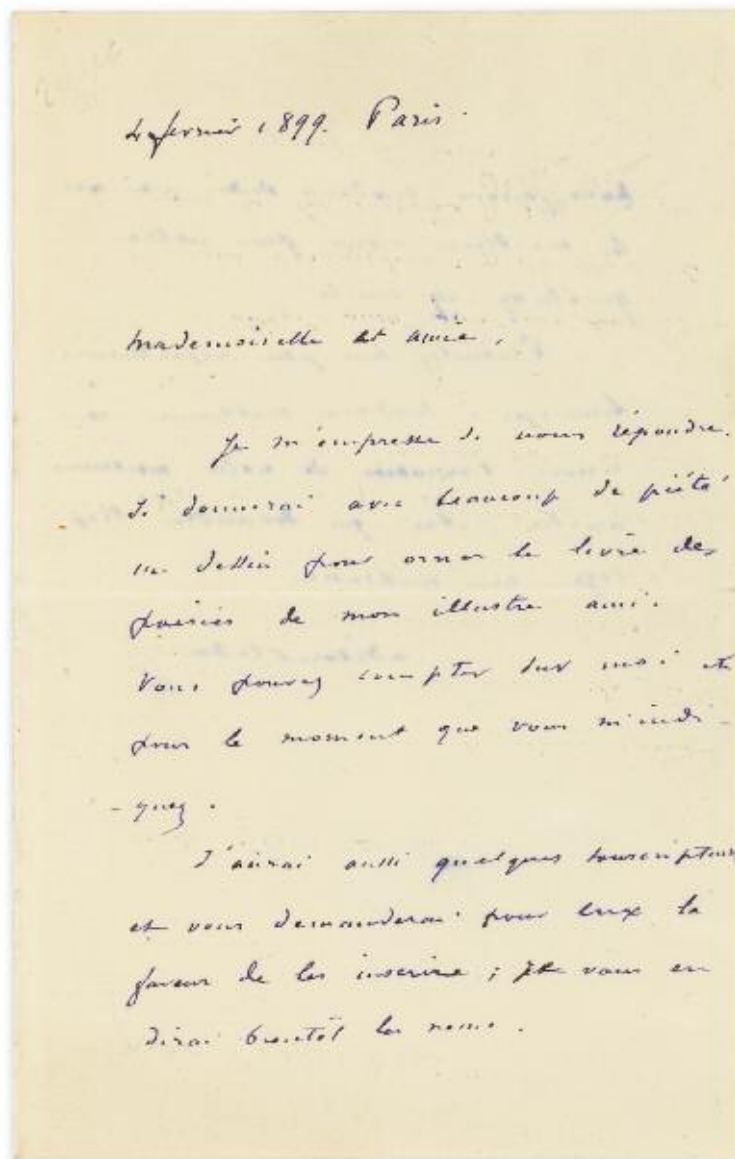 4 février 1899. Paris.
Mademoiselle et amie,
Je m'empresse de vous répondre.
Je donnerai avec beaucoup de piété
un dessin pour orner le livre des
poésies de mon illustre ami.
Vous pouvez compter sur moi et
pour le moment que vous m'indi-
-quez.
J'aurai aussi quelques souscripteurs
et vous demanderai pour eux la
faveur de les inscrire ; je vous en
dirai bientôt les noms.